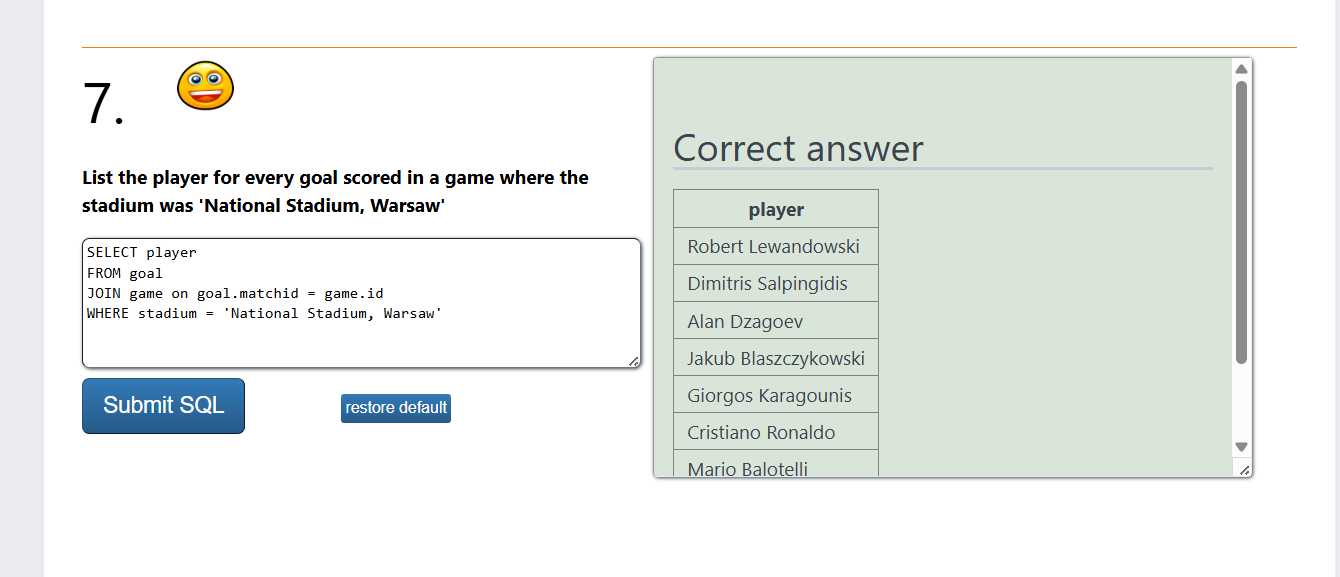 7.
List the player for every goal scored in a game where the
stadium was 'National Stadium, Warsaw'
SELECT player
FROM goal
JOIN game on goal.matchid = game.id
WHERE stadium = 'National Stadium, Warsaw'
Submit SQL
restore default
Correct answer
player
Robert Lewandowski
Dimitris Salpingidis
Alan Dzagoev
Jakub Blaszczykowski
Giorgos Karagounis
Cristiano Ronaldo
Mario Balotelli